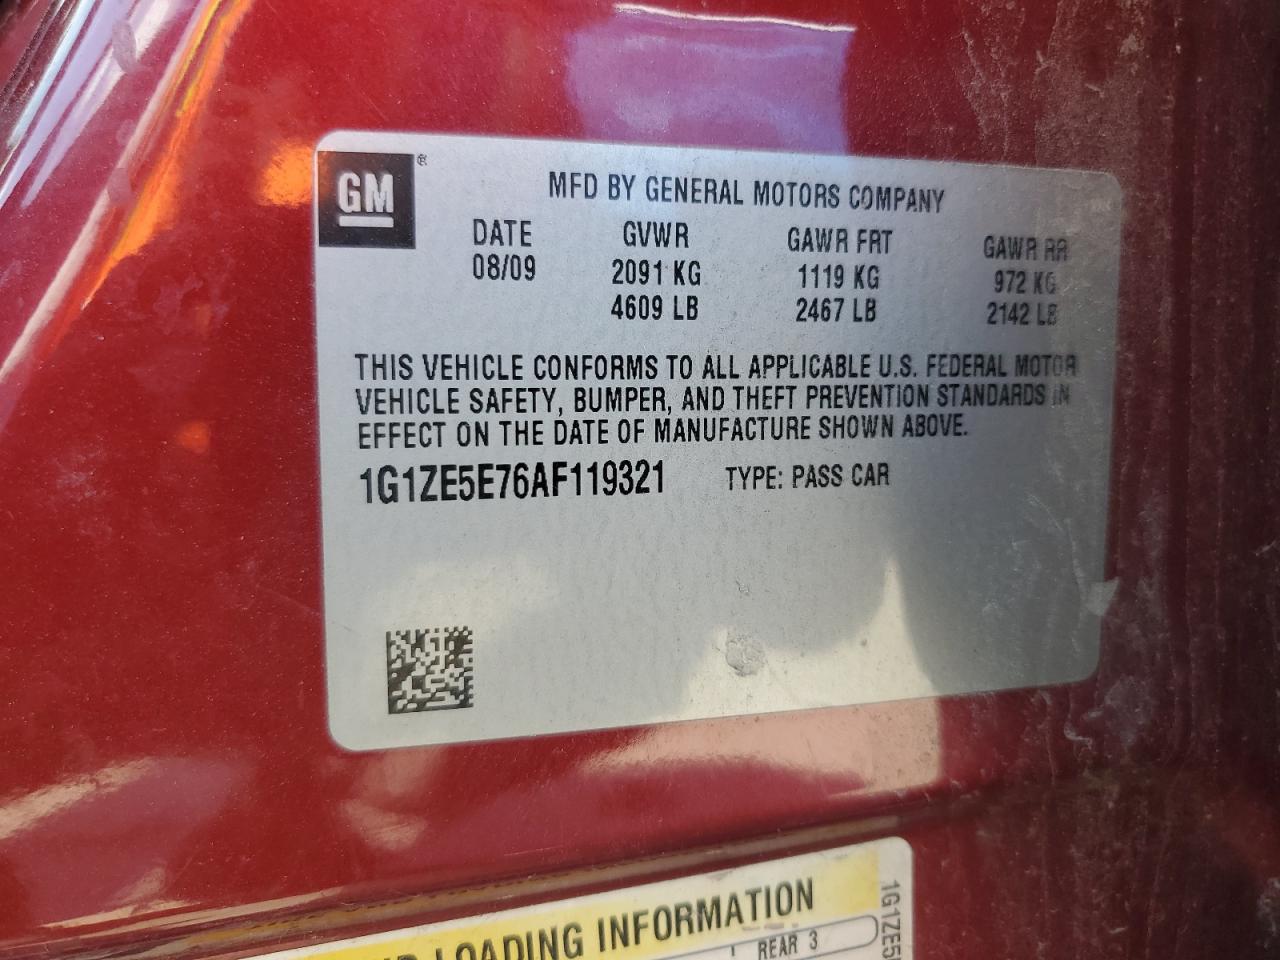 GM ®
MFD BY GENERAL MOTORS COMPANY
DATE GVWR GAWR FRT GAWR RR
08/09 2091 KG 1119 KG 972 KG
4609 LB 2467 LB 2142 LB
THIS VEHICLE CONFORMS TO ALL APPLICABLE U.S. FEDERAL MOTOR
VEHICLE SAFETY, BUMPER, AND THEFT PREVENTION STANDARDS IN
EFFECT ON THE DATE OF MANUFACTURE SHOWN ABOVE.
1G1ZE5E76AF119321 TYPE: PASS CAR
LOADING INFORMATION
REAR 3
1G1ZE5